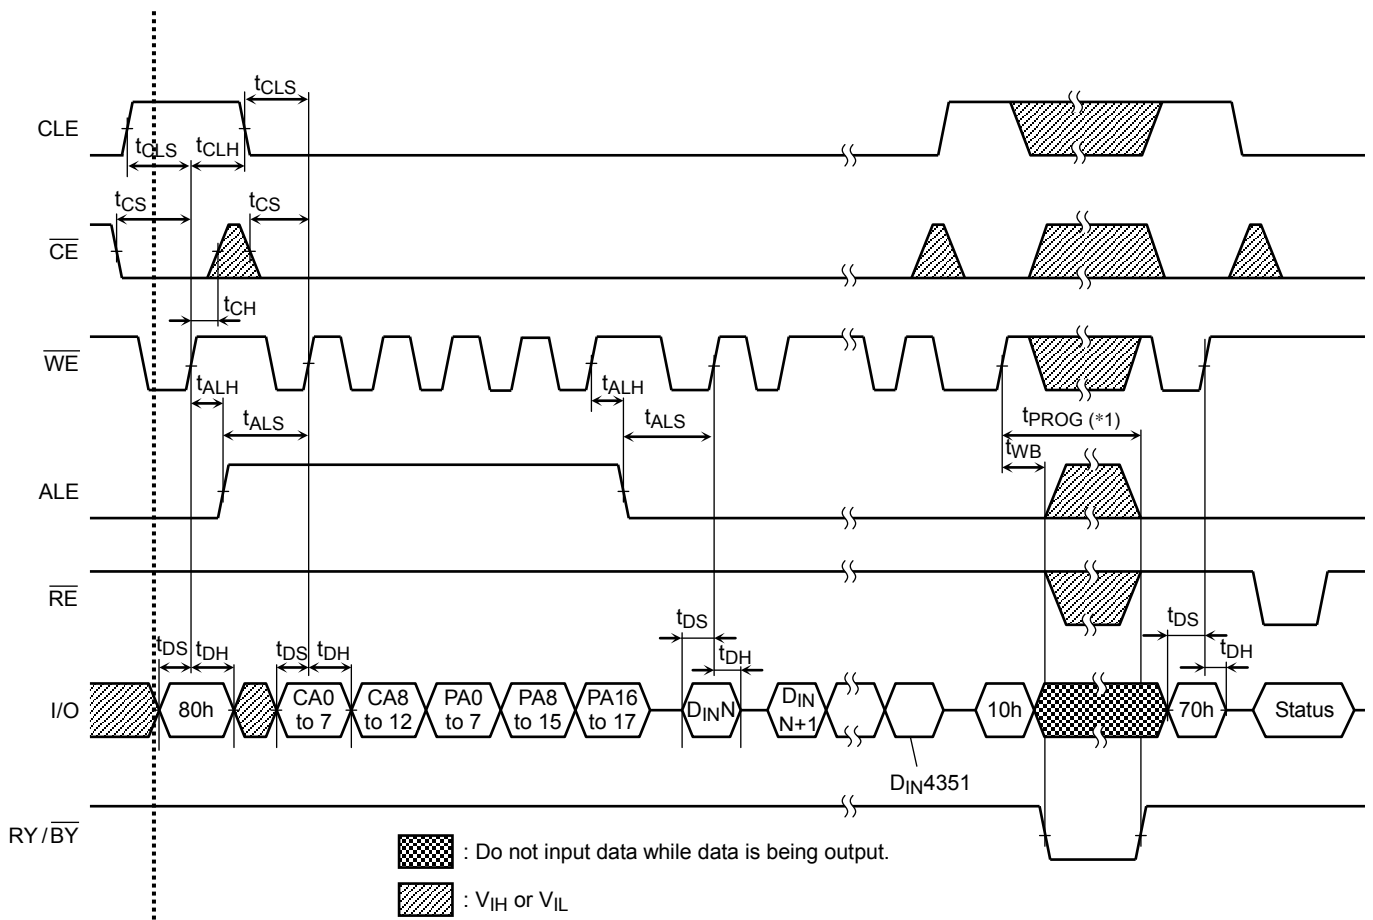 tCLS
CLE
tCLS
tCLH
tCS
tCS
CE
tCH
WE
tALH
tALH
tALS
tALS
tPROG (*1)
tWB
ALE
RE
tDS
tDH
tDS
tDH
tDS
tDH
tDS
tDH
I/O
80h
CA0 to 7
CA8 to 12
PA0 to 7
PA8 to 15
PA16 to 17
DINN
DIN N+1
10h
70h
Status
DIN4351
RY/BY
: Do not input data while data is being output.
: VIH or VIL